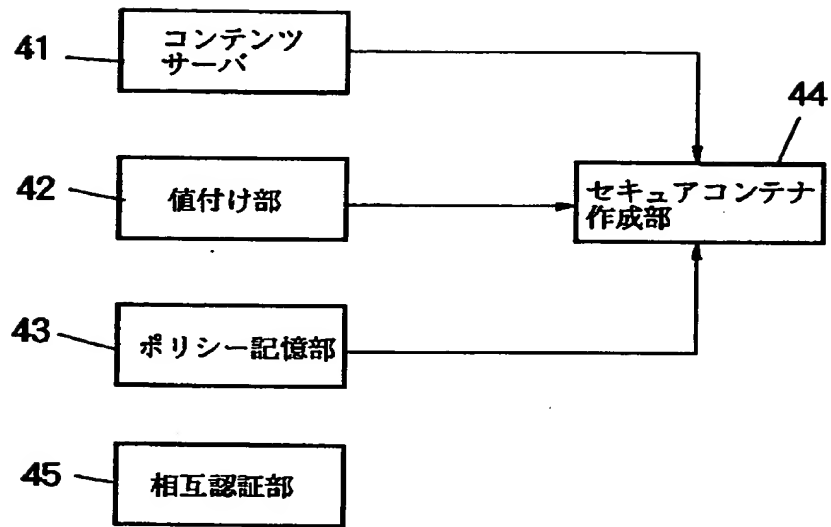 41
コンテンツ
サーバ
44
42
値付け部
セキュアコンテナ
作成部
43
ポリシー記憶部
45
相互認証部